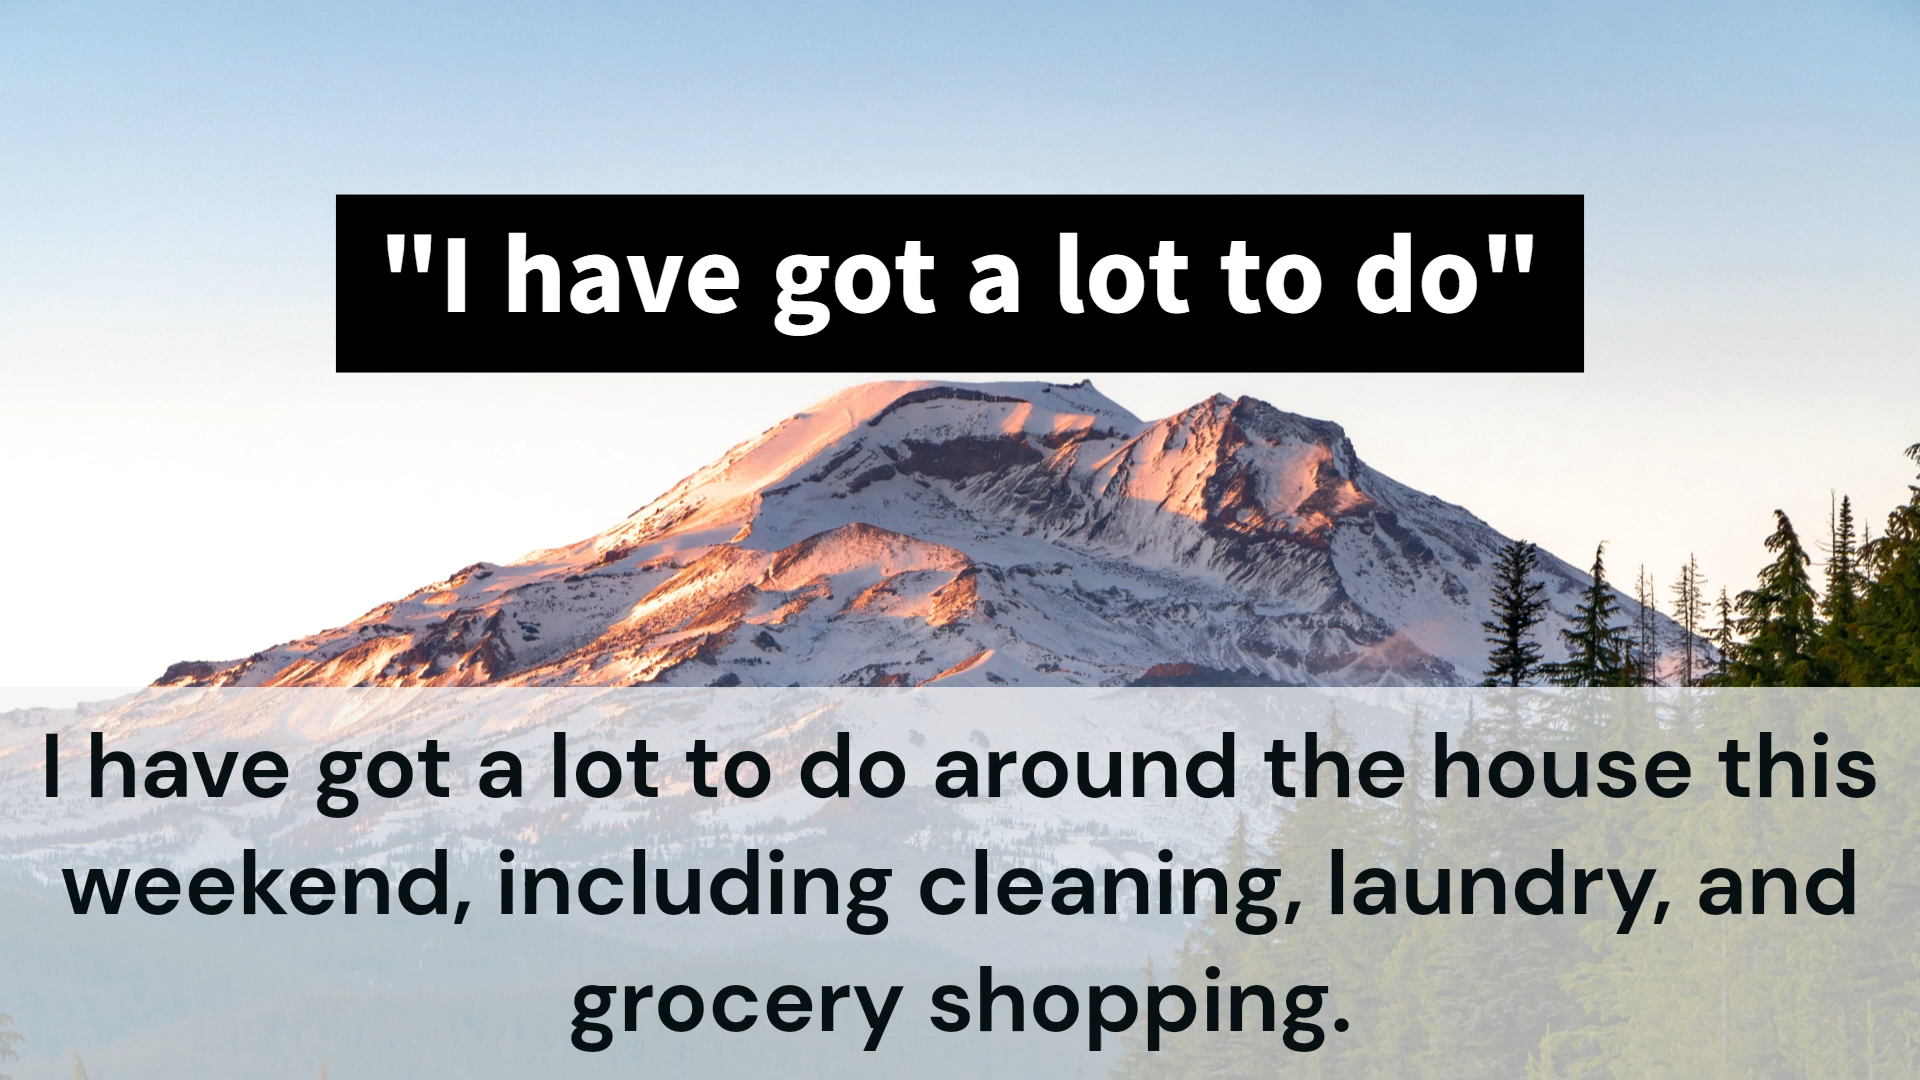 "I have got a lot to do"
I have got a lot to do around the house this
weekend, including cleaning, laundry, and
grocery shopping.